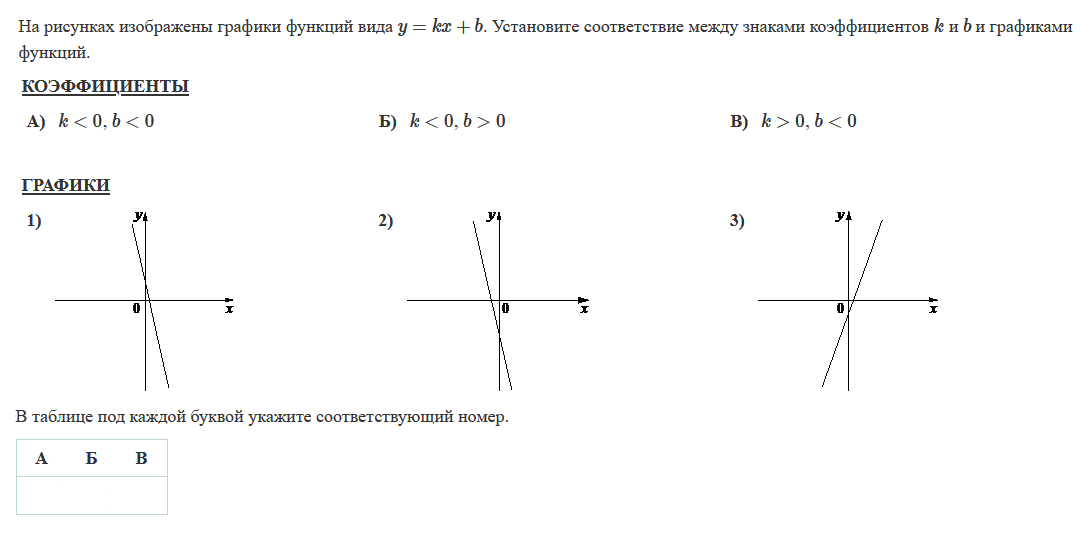 На рисунках изображены графики функций вида y = kx + b. Установите соответствие между знаками коэффициентов k и b и графиками
функций.
КОЭФФИЦИЕНТЫ
А) k < 0, b < 0 Б) k < 0, b > 0 В) k > 0, b < 0
ГРАФИКИ
1) y 2) y 3) y
0 x 0 x 0 x
В таблице под каждой буквой укажите соответствующий номер.
А Б В